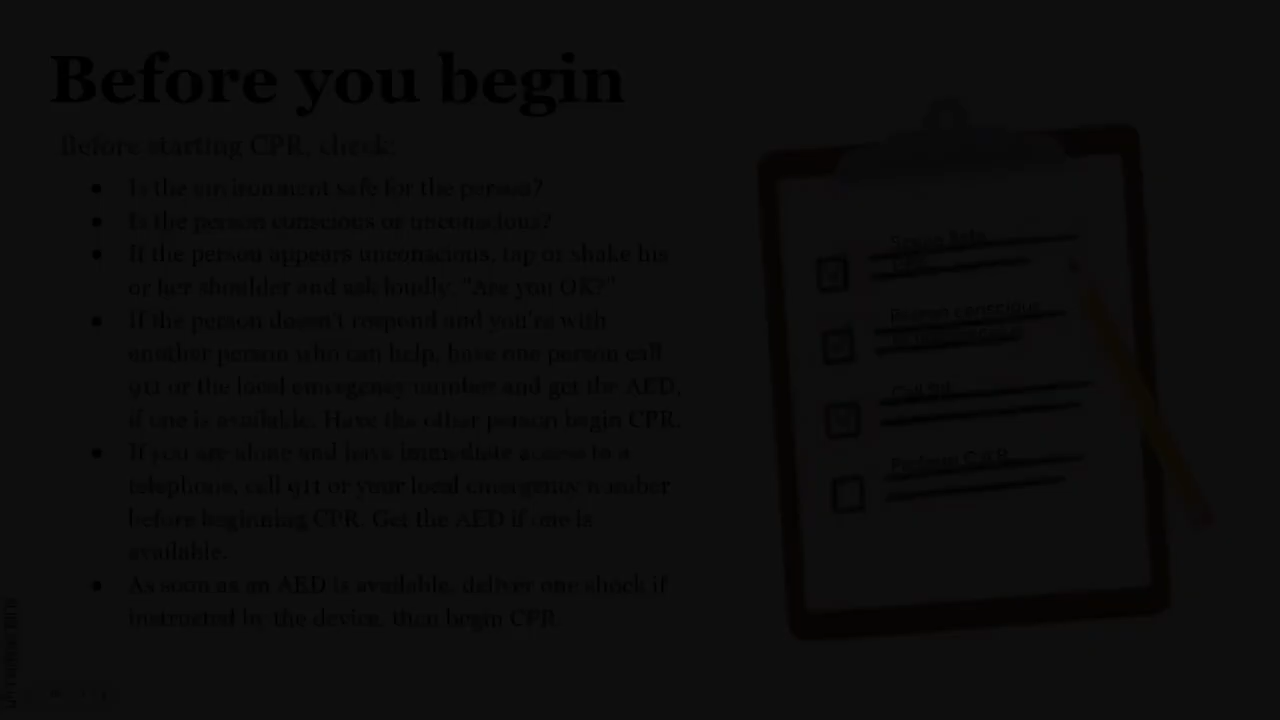 Before you begin
Before starting CPR, check:
● Is the environment safe for the person?
● Is the person conscious or unconscious?
● If the person appears unconscious, tap or shake his
or her shoulder and ask loudly, "Are you OK?"
● If the person doesn't respond and you're with
another person who can help, have one person call
911 or the local emergency number and get the AED,
if one is available. Have the other person begin CPR.
● If you are alone and have immediate access to a
telephone, call 911 or your local emergency number
before beginning CPR. Get the AED if one is
available.
● As soon as an AED is available, deliver one shock if
instructed by the device, then begin CPR.
Person conscious
Call 911
Perform C.P.R